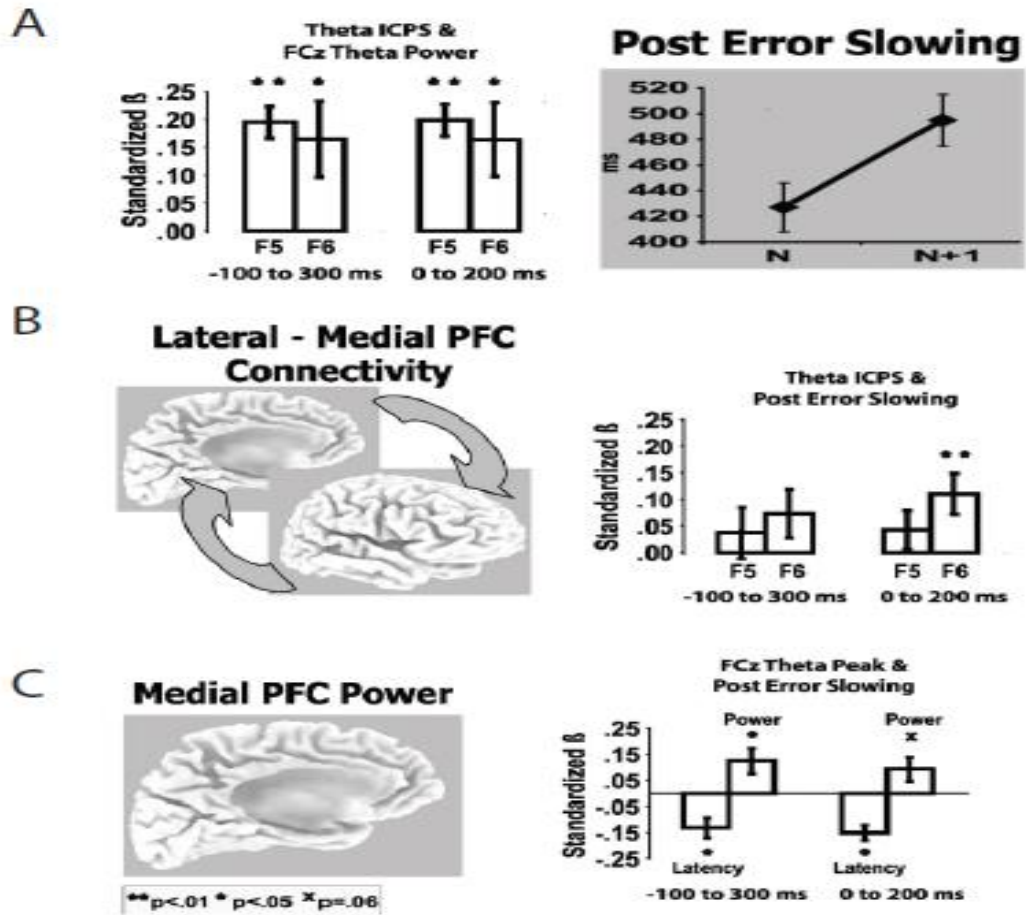 A
Theta ICPS &
FCz Theta Power
Standardized ß
.25
.20
.15
.10
.05
.00
** * ** *
F5 F6 F5 F6
-100 to 300 ms 0 to 200 ms
Post Error Slowing
ms
520
500
480
460
440
420
400
N N+1
B
Lateral - Medial PFC
Connectivity
Theta ICPS &
Post Error Slowing
Standardized ß
.25
.20
.15
.10
.05
.00
**
F5 F6 F5 F6
-100 to 300 ms 0 to 200 ms
C
Medial PFC Power
FCz Theta Peak &
Post Error Slowing
Standardized ß
.25
.15
.05
-.05
-.15
-.25
Power Power
* x
* *
Latency Latency
-100 to 300 ms 0 to 200 ms
**p<.01 *p<.05 xp=.06